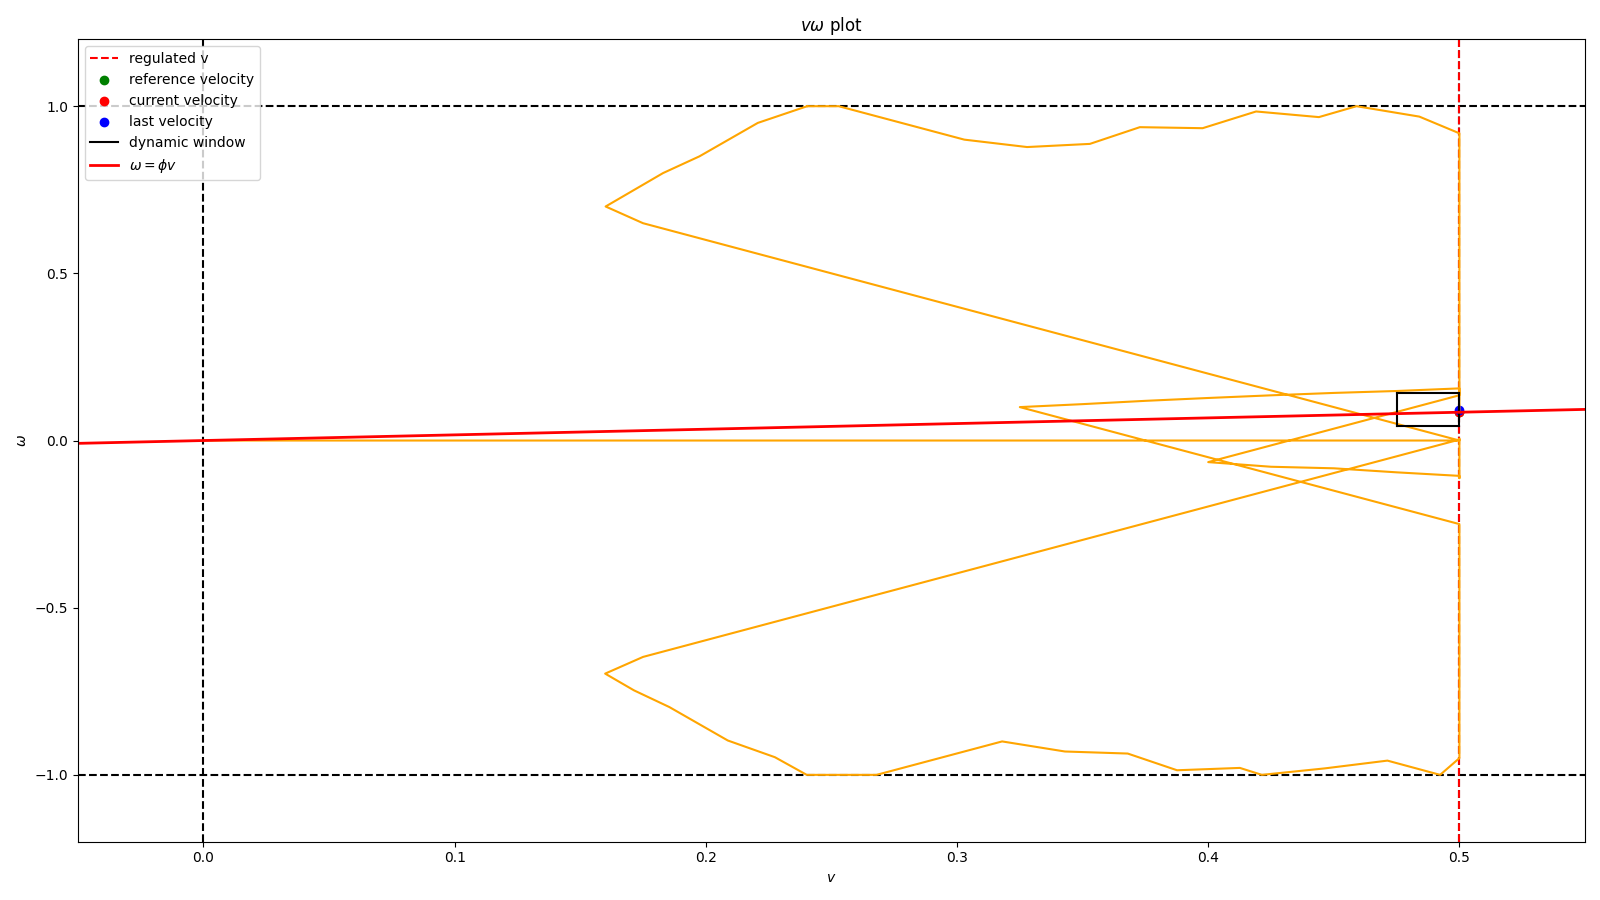 vω plot
regulated v
reference velocity
current velocity
last velocity
dynamic window
ω = ϕv
1.0
0.5
0.0
−0.5
−1.0
ω
0.0 0.1 0.2 0.3 0.4 0.5
v